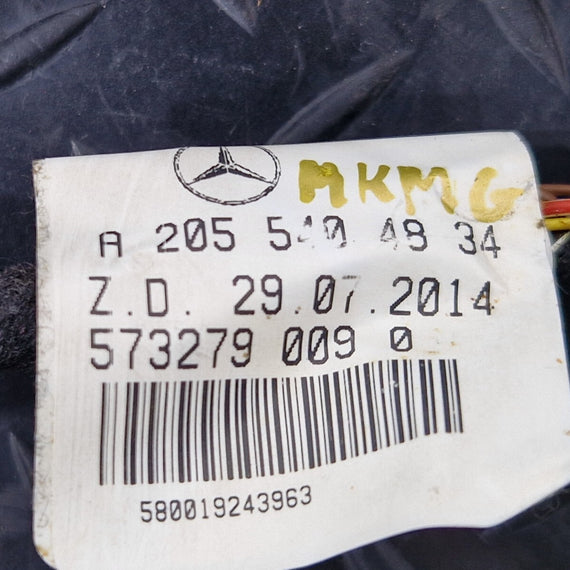 MKMG
A 205 540 48 34
Z.D. 29.07.2014
573279 009 0
580019243963